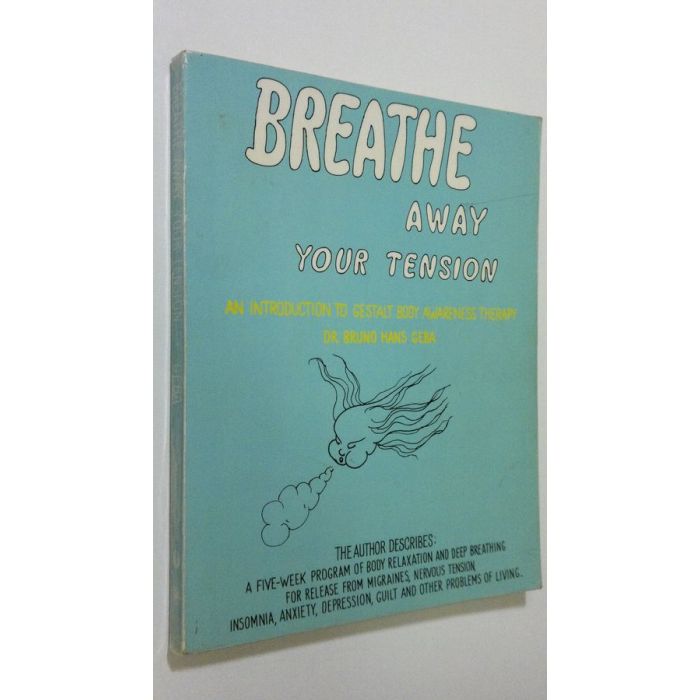 BREATHE
AWAY
YOUR TENSION
AN INTRODUCTION TO GESTALT BODY AWARENESS THERAPY
DR. BRUNO HANS GEBA
THE AUTHOR DESCRIBES:
A FIVE-WEEK PROGRAM OF BODY RELAXATION AND DEEP BREATHING
FOR RELEASE FROM MIGRAINES, NERVOUS TENSION
INSOMNIA, ANXIETY, DEPRESSION, GUILT AND OTHER PROBLEMS OF LIVING.
GEBA